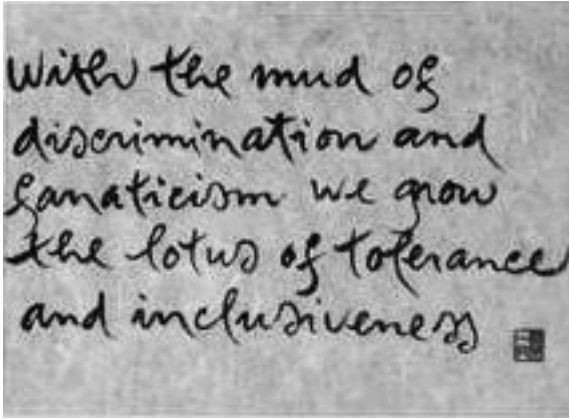 With the mud of
discrimination and
fanaticism we grow
the lotus of tolerance
and inclusiveness